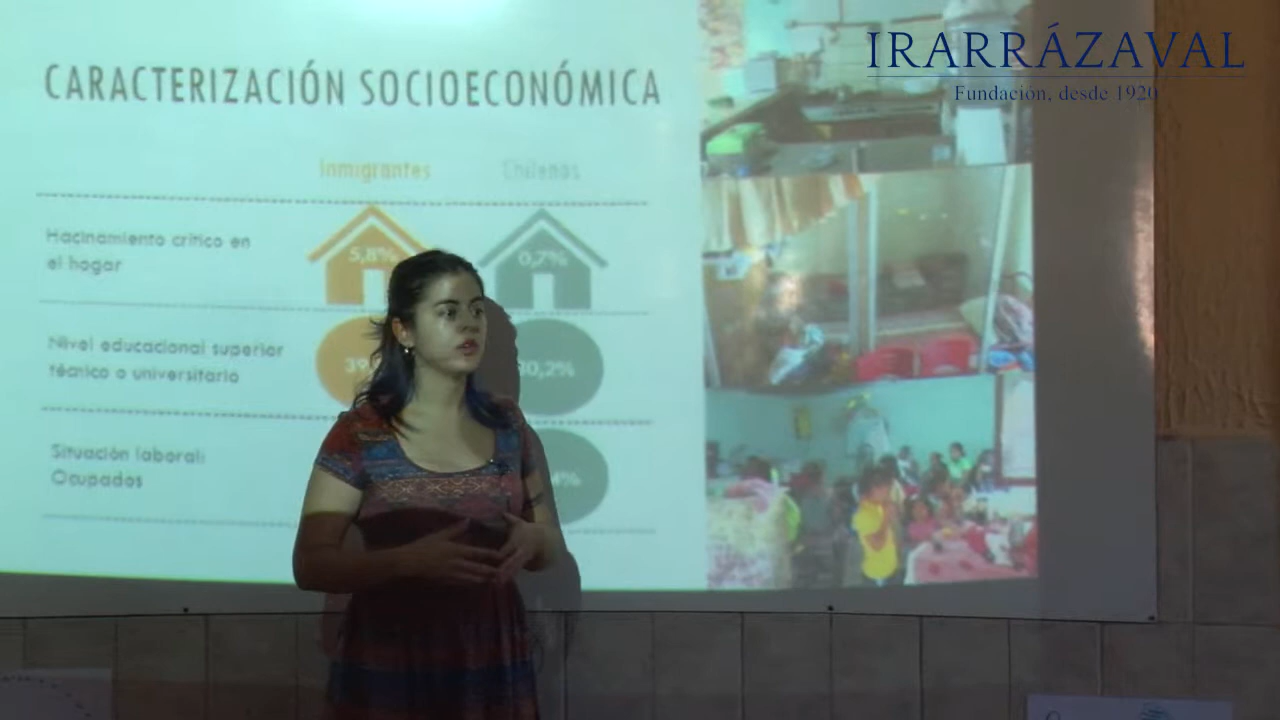 IRARRÁZAVAL
Fundación, desde 1920
CARACTERIZACIÓN SOCIOECONÓMICA
Inmigrantes Chilenos
Hacinamiento crítico en
el hogar
5,8% 0,7%
Nivel educacional superior
técnico o universitario
39 30,2%
Situación laboral:
Ocupados